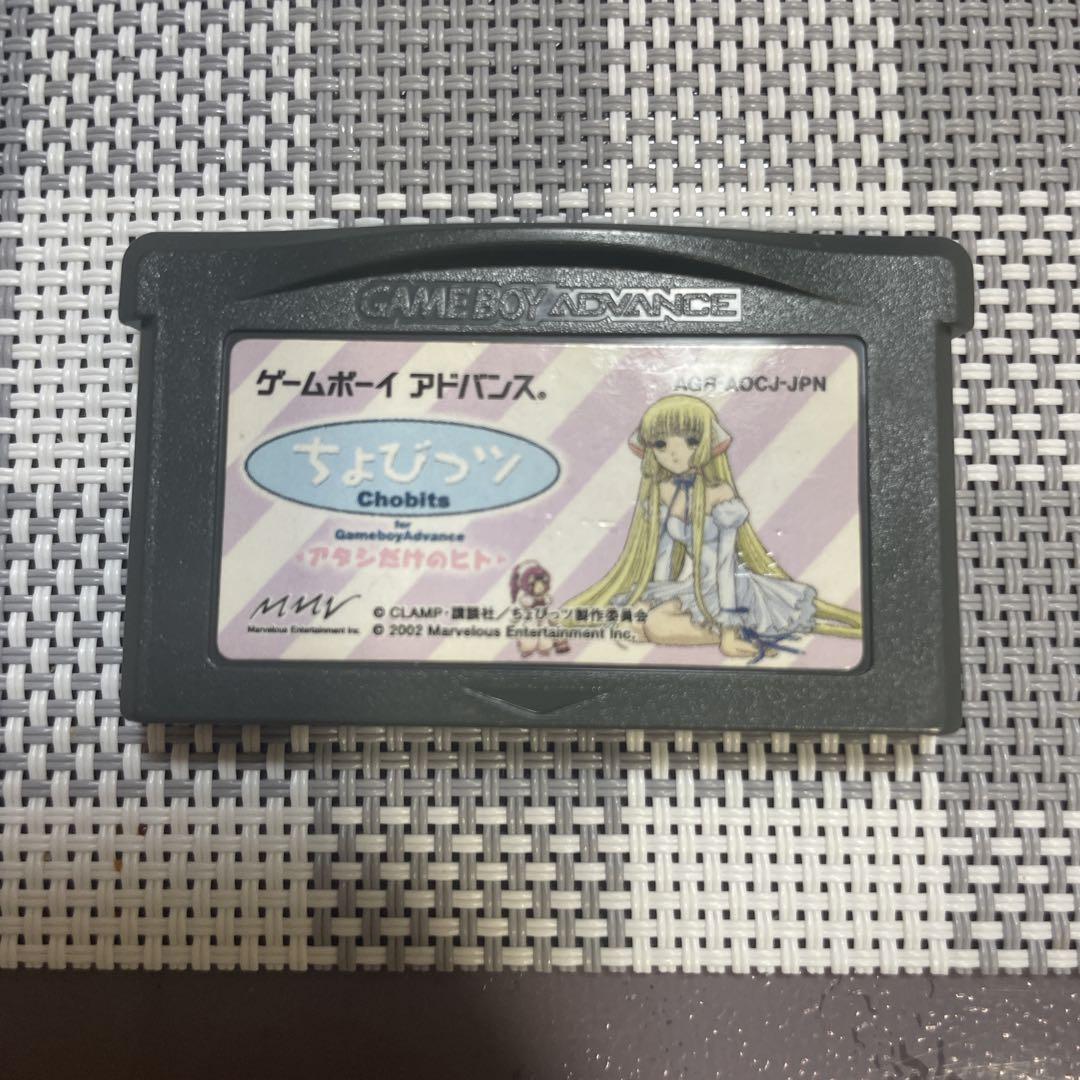 GAME BOY ADVANCE
ゲームボーイ アドバンス®
AGB-AOCJ-JPN
ちょびっツ
Chobits
for
GameboyAdvance
アタシだけのヒト
MMV
Marvelous Entertainment Inc.
© CLAMP・講談社／ちょびっツ製作委員会
© 2002 Marvelous Entertainment Inc.